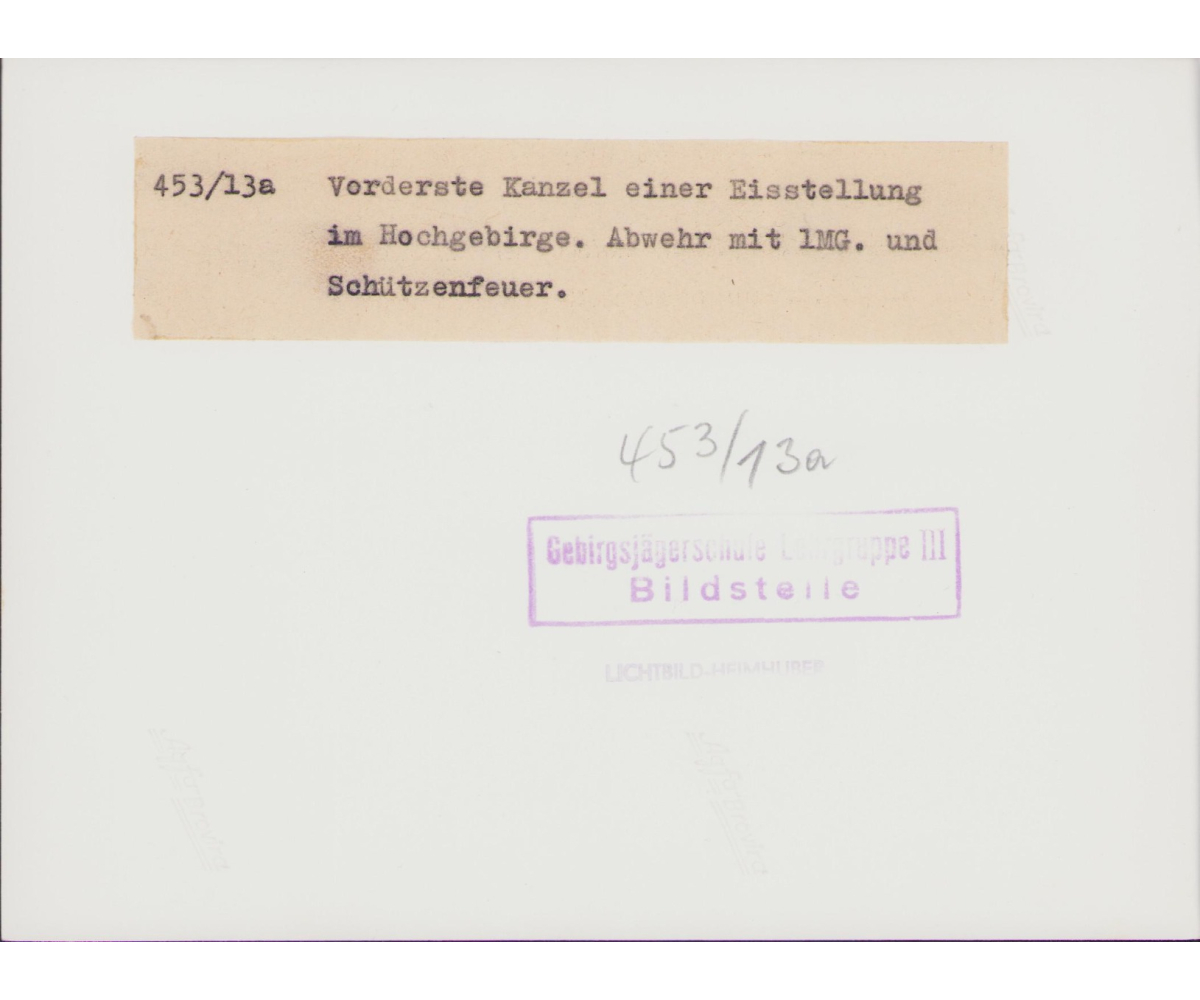 453/13a Vorderste Kanzel einer Eisstellung
im Hochgebirge. Abwehr mit lMG. und
Schützenfeuer.
453/13a
Gebirgsjägerschule Lehrgruppe III
Bildstelle
LICHTBILD-HEIMHUBER